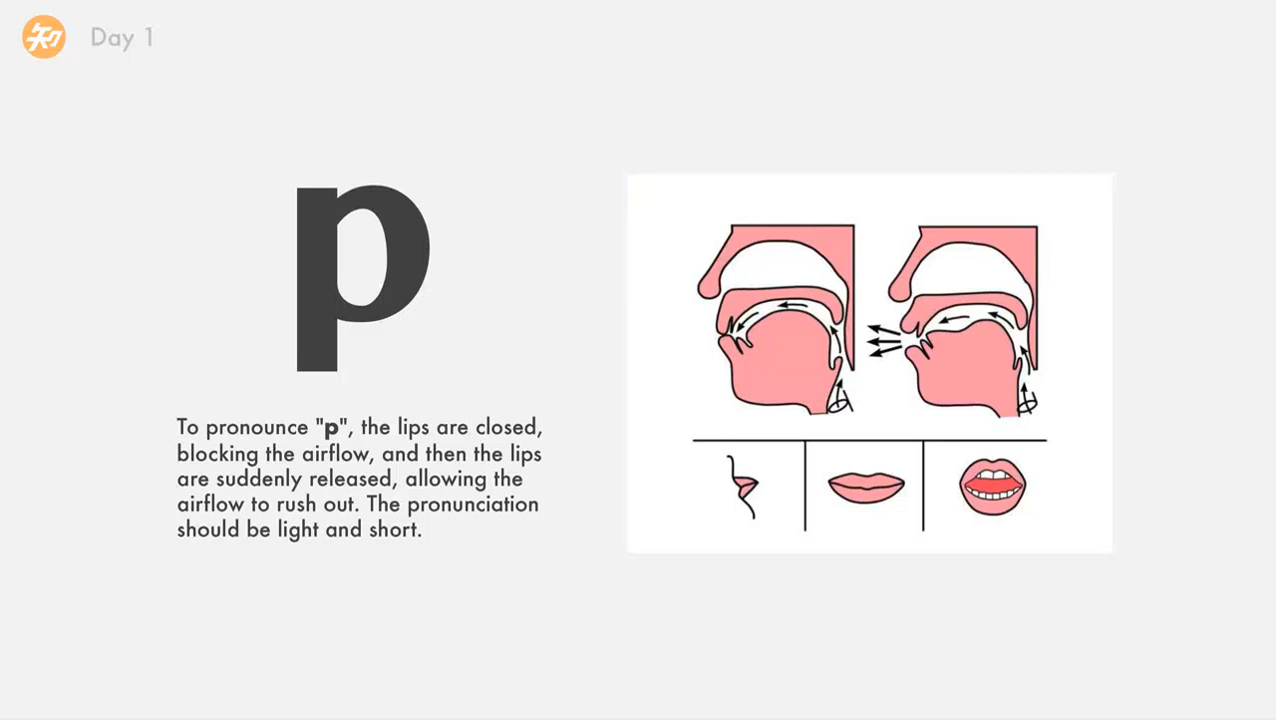 知
Day 1
p
To pronounce "p", the lips are closed,
blocking the airflow, and then the lips
are suddenly released, allowing the
airflow to rush out. The pronunciation
should be light and short.